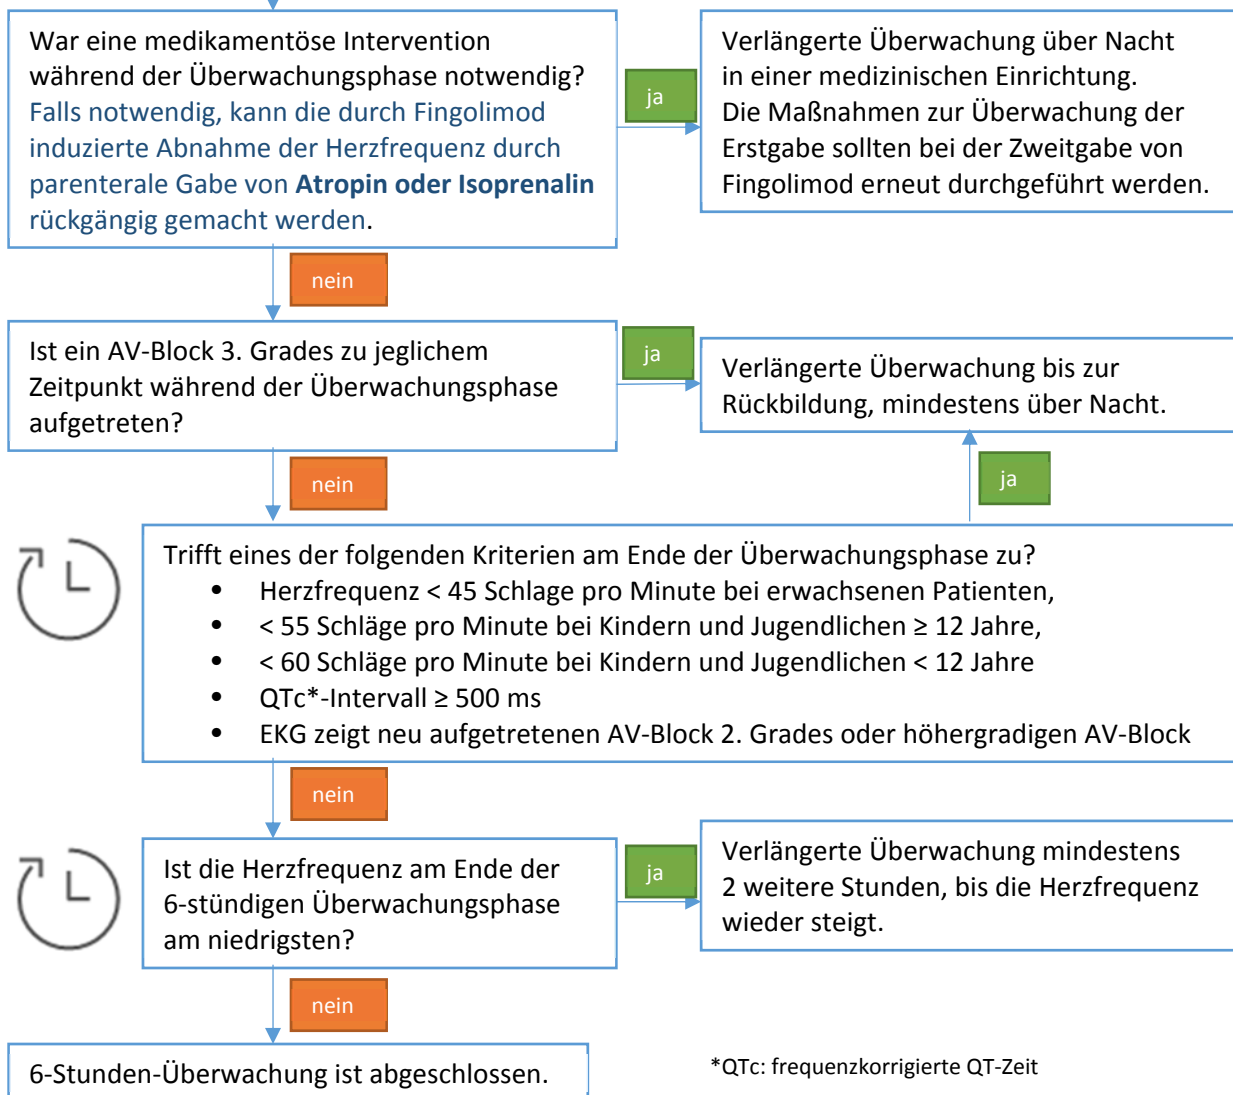 War eine medikamentöse Intervention
während der Überwachungsphase notwendig?
Falls notwendig, kann die durch Fingolimod
induzierte Abnahme der Herzfrequenz durch
parenterale Gabe von Atropin oder Isoprenalin
rückgängig gemacht werden.
ja
Verlängerte Überwachung über Nacht
in einer medizinischen Einrichtung.
Die Maßnahmen zur Überwachung der
Erstgabe sollten bei der Zweitgabe von
Fingolimod erneut durchgeführt werden.
nein
Ist ein AV-Block 3. Grades zu jeglichem
Zeitpunkt während der Überwachungsphase
aufgetreten?
ja
Verlängerte Überwachung bis zur
Rückbildung, mindestens über Nacht.
nein
ja
Trifft eines der folgenden Kriterien am Ende der Überwachungsphase zu?
• Herzfrequenz < 45 Schlage pro Minute bei erwachsenen Patienten,
• < 55 Schläge pro Minute bei Kindern und Jugendlichen ≥ 12 Jahre,
• < 60 Schläge pro Minute bei Kindern und Jugendlichen < 12 Jahre
• QTc*-Intervall ≥ 500 ms
• EKG zeigt neu aufgetretenen AV-Block 2. Grades oder höhergradigen AV-Block
nein
Ist die Herzfrequenz am Ende der
6-stündigen Überwachungsphase
am niedrigsten?
ja
Verlängerte Überwachung mindestens
2 weitere Stunden, bis die Herzfrequenz
wieder steigt.
nein
6-Stunden-Überwachung ist abgeschlossen.
*QTc: frequenzkorrigierte QT-Zeit